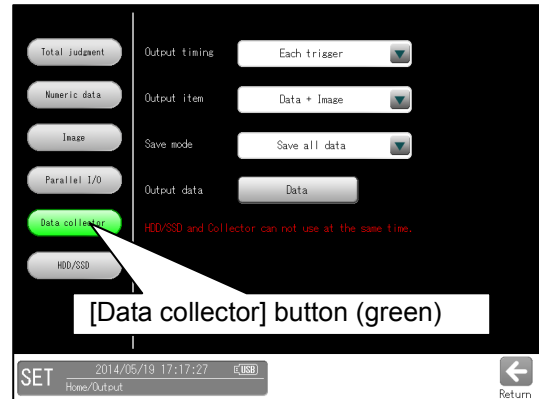 Total judgment
Output timing
Each trigger
Numeric data
Output item
Data + Image
Image
Save mode
Save all data
Parallel I/O
Output data
Data
Data collector
HDD/SSD and Collector can not use at the same time.
HDD/SSD
[Data collector] button (green)
SET
2014/05/19 17:17:27
USB
Home/Output
Return